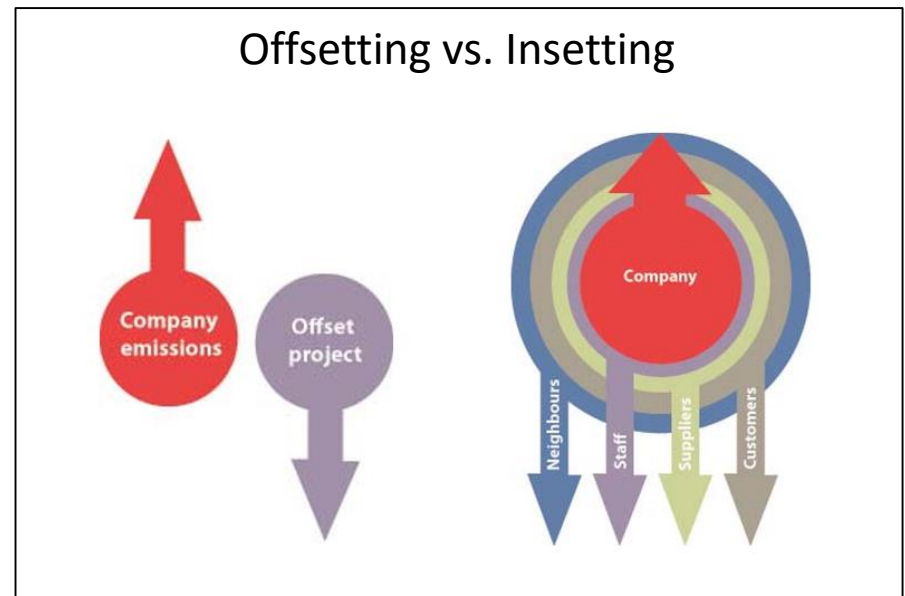 Offsetting vs. Insetting
Company
emissions
Offset
project
Company
Neighbours
Staff
Suppliers
Customers